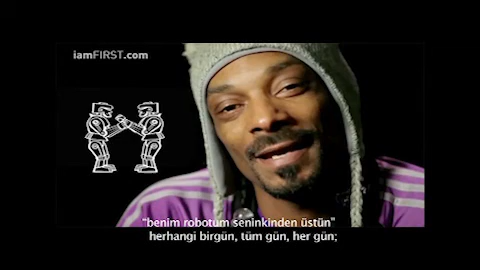 iamFIRST.com
"benim robotum seninkinden üstün"
herhangi birgün, tüm gün, her gün;